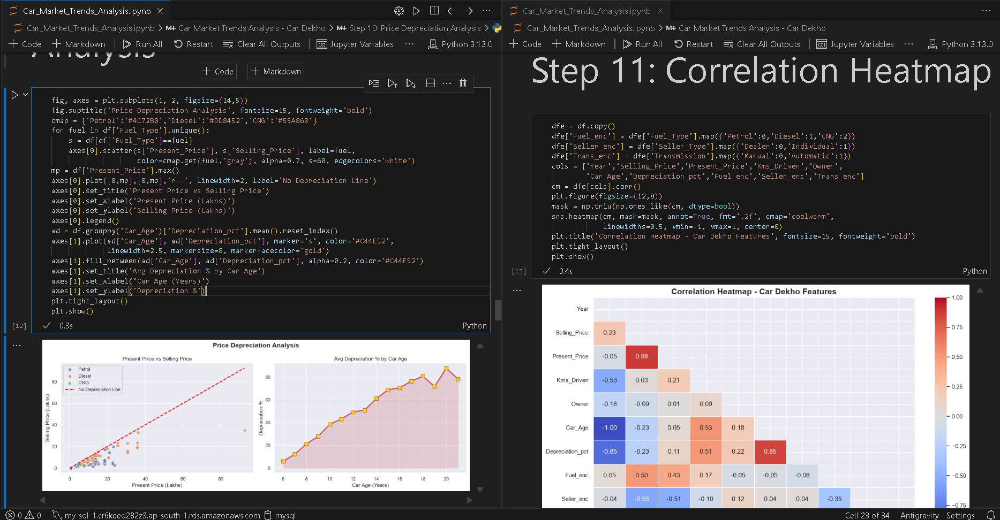 Car_Market_Trends_Analysis.ipynb
Car_Market_Trends_Analysis.ipynb > M↓ Car Market Trends Analysis - Car Dekho > M↓ Step 10: Price Depreciation Analysis >
+ Code + Markdown | Run All Restart Clear All Outputs | Jupyter Variables ... Python 3.13.0
Analysis
+ Code + Markdown
fig, axes = plt.subplots(1, 2, figsize=(14,5))
fig.suptitle('Price Depreciation Analysis', fontsize=15, fontweight='bold')
cmap = {'Petrol':'#4C72B0','Diesel':'#DD8452','CNG':'#55A868'}
for fuel in df['Fuel_Type'].unique():
    s = df[df['Fuel_Type']==fuel]
    axes[0].scatter(s['Present_Price'], s['Selling_Price'], label=fuel,
                    color=cmap.get(fuel,'gray'), alpha=0.7, s=60, edgecolors='white')
mp = df['Present_Price'].max()
axes[0].plot([0,mp],[0,mp],'r--', linewidth=2, label='No Depreciation Line')
axes[0].set_title('Present Price vs Selling Price')
axes[0].set_xlabel('Present Price (Lakhs)')
axes[0].set_ylabel('Selling Price (Lakhs)')
axes[0].legend()
ad = df.groupby('Car_Age')['Depreciation_pct'].mean().reset_index()
axes[1].plot(ad['Car_Age'], ad['Depreciation_pct'], marker='s', color='#C44E52',
             linewidth=2.5, markersize=8, markerfacecolor='gold')
axes[1].fill_between(ad['Car_Age'], ad['Depreciation_pct'], alpha=0.2, color='#C44E52')
axes[1].set_title('Avg Depreciation % by Car Age')
axes[1].set_xlabel('Car Age (Years)')
axes[1].set_ylabel('Depreciation %')
plt.tight_layout()
plt.show()
[12] 0.3s Python
Price Depreciation Analysis
Present Price vs Selling Price
Petrol
Diesel
CNG
No Depreciation Line
Selling Price (Lakhs)
80
60
40
20
0
0 20 40 60 80
Present Price (Lakhs)
Avg Depreciation % by Car Age
Depreciation %
80
60
40
20
0
6 8 10 12 14 16 18 20
Car Age (Years)
Car_Market_Trends_Analysis.ipynb
Car_Market_Trends_Analysis.ipynb > M↓ Car Market Trends Analysis - Car Dekho
+ Code + Markdown | Run All Restart Clear All Outputs | Jupyter Variables ... Python 3.13.0
Step 11: Correlation Heatmap
dfe = df.copy()
dfe['Fuel_enc'] = dfe['Fuel_Type'].map({'Petrol':0,'Diesel':1,'CNG':2})
dfe['Seller_enc'] = dfe['Seller_Type'].map({'Dealer':0,'Individual':1})
dfe['Trans_enc'] = dfe['Transmission'].map({'Manual':0,'Automatic':1})
cols = ['Year','Selling_Price','Present_Price','Kms_Driven','Owner',
        'Car_Age','Depreciation_pct','Fuel_enc','Seller_enc','Trans_enc']
cm = dfe[cols].corr()
plt.figure(figsize=(12,8))
mask = np.triu(np.ones_like(cm, dtype=bool))
sns.heatmap(cm, mask=mask, annot=True, fmt='.2f', cmap='coolwarm',
            linewidths=0.5, vmin=-1, vmax=1, center=0)
plt.title('Correlation Heatmap - Car Dekho Features', fontsize=15, fontweight='bold')
plt.tight_layout()
plt.show()
[13] 0.4s Python
Correlation Heatmap - Car Dekho Features
Year
Selling_Price 0.23
Present_Price -0.05 0.88
Kms_Driven -0.53 0.03 0.21
Owner -0.18 -0.09 0.01 0.09
Car_Age -1.00 -0.23 0.05 0.53 0.18
Depreciation_pct -0.85 -0.23 0.11 0.51 0.22 0.85
Fuel_enc 0.05 0.50 0.43 0.17 -0.05 -0.05 -0.08
Seller_enc -0.04 -0.55 -0.51 -0.10 0.12 0.04 0.04 -0.35
1.00
0.75
0.50
0.25
0.00
−0.25
−0.50
−0.75
0 0 my-sql-1.cr6keeq282z3.ap-south-1.rds.amazonaws.com mysql Cell 23 of 34 Antigravity - Settings